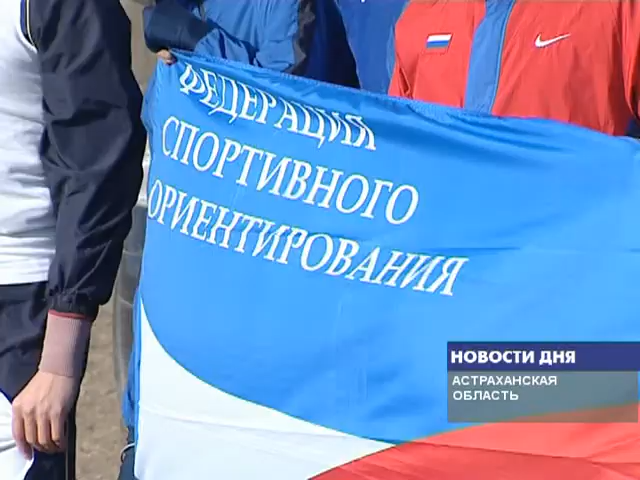 ФЕДЕРАЦИЯ
СПОРТИВНОГО
ОРИЕНТИРОВАНИЯ
НОВОСТИ ДНЯ
АСТРАХАНСКАЯ
ОБЛАСТЬ